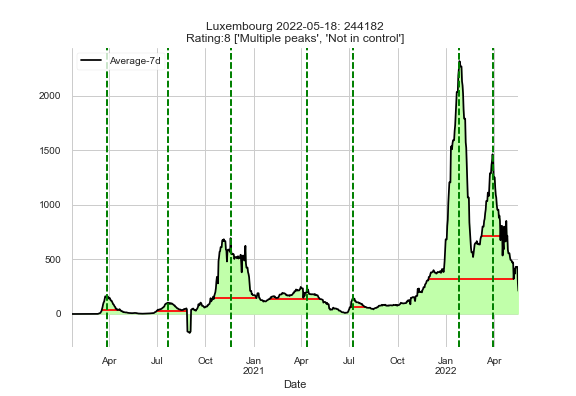 Luxembourg 2022-05-18: 244182
Rating:8 ['Multiple peaks', 'Not in control']
Average-7d
2000
1500
1000
500
0
Apr Jul Oct Jan Apr Jul Oct Jan Apr
2021 2022
Date